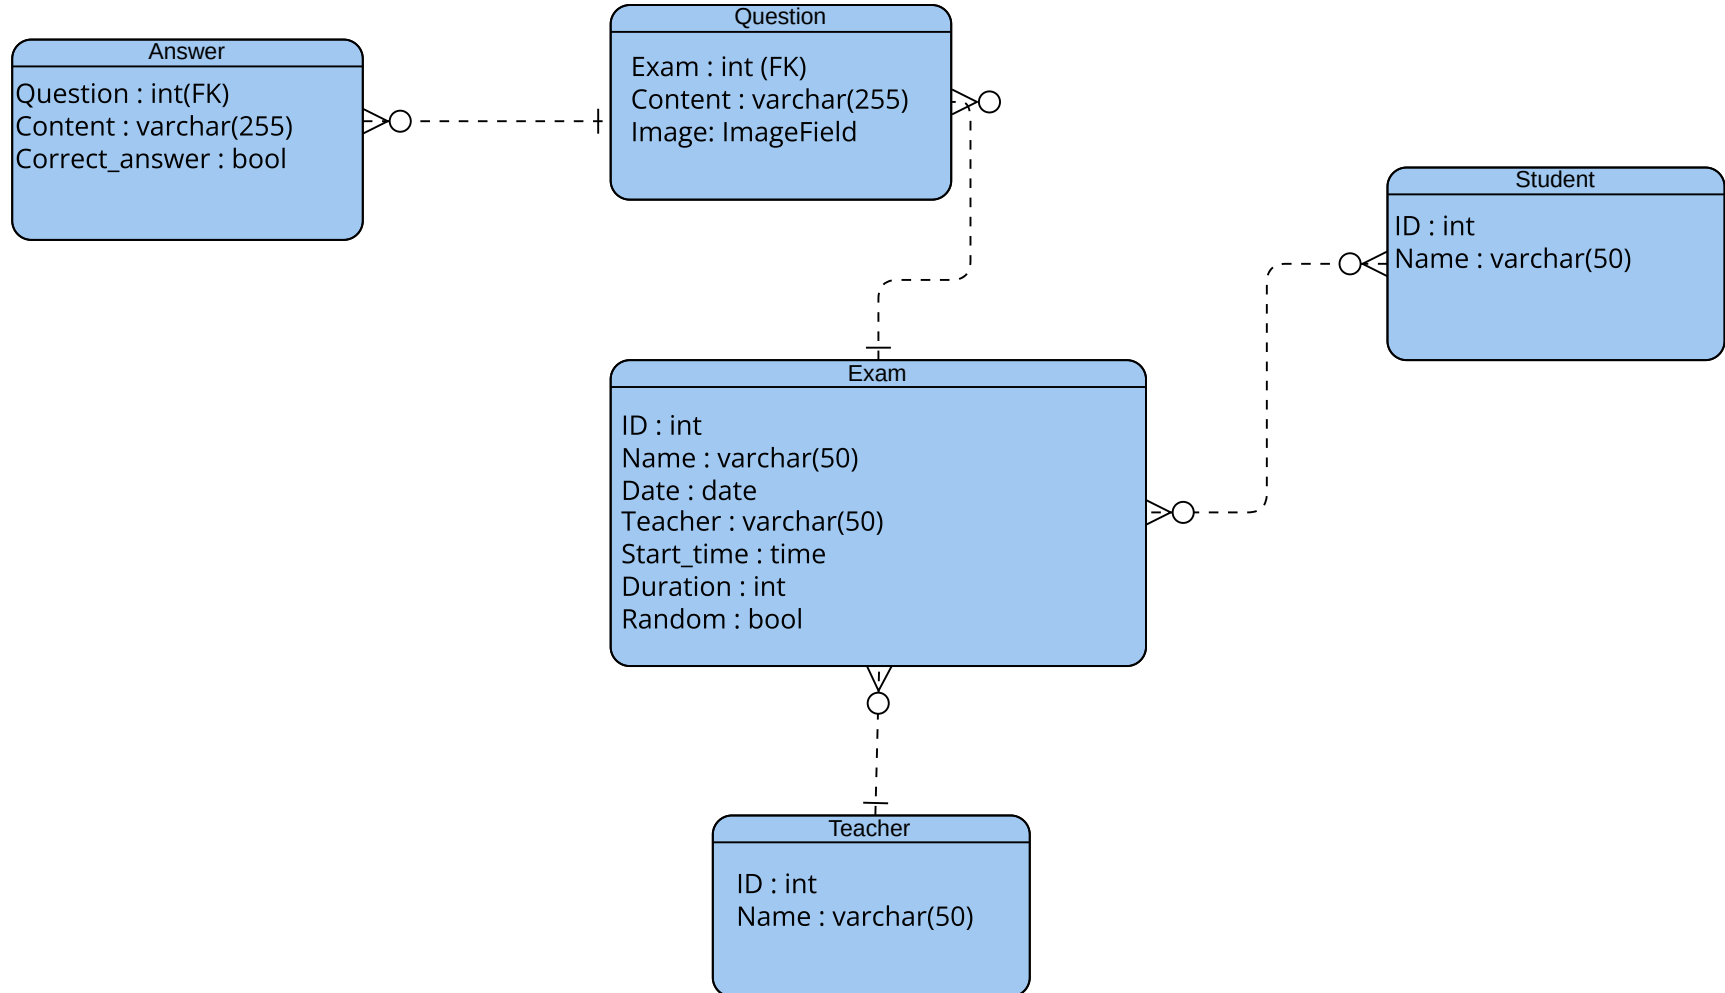 Answer
Question : int(FK)
Content : varchar(255)
Correct_answer : bool
Question
Exam : int (FK)
Content : varchar(255)
Image: ImageField
Student
ID : int
Name : varchar(50)
Exam
ID : int
Name : varchar(50)
Date : date
Teacher : varchar(50)
Start_time : time
Duration : int
Random : bool
Teacher
ID : int
Name : varchar(50)